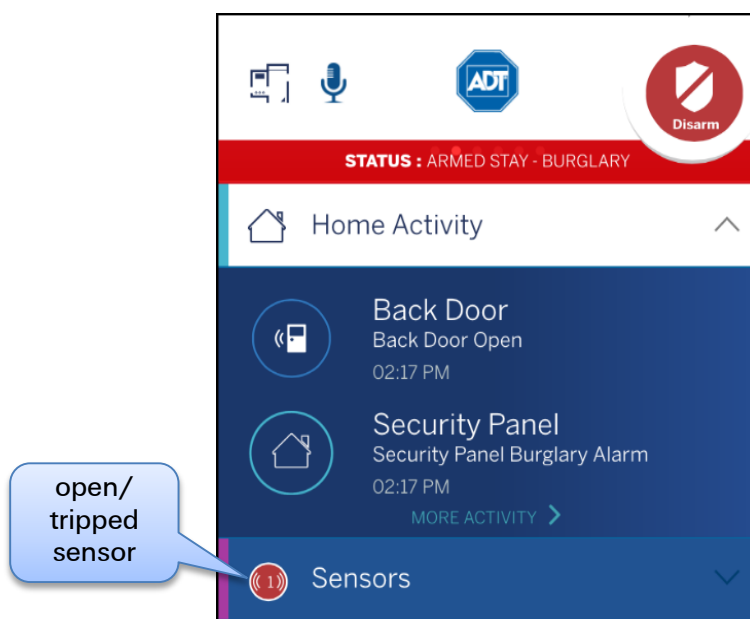 ADT
Disarm
STATUS : ARMED STAY - BURGLARY
Home Activity
Back Door
Back Door Open
02:17 PM
Security Panel
Security Panel Burglary Alarm
02:17 PM
MORE ACTIVITY
open/
tripped
sensor
1
Sensors